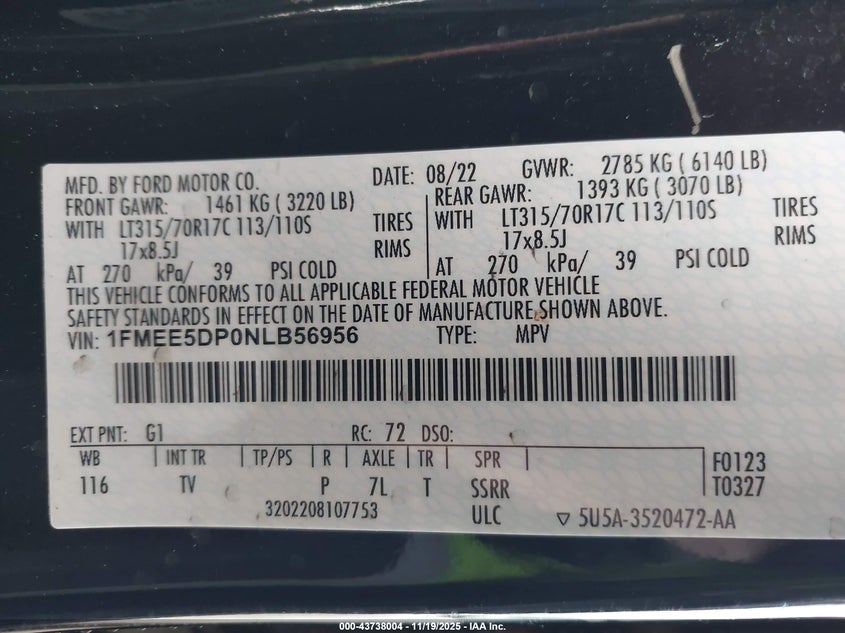 MFD. BY FORD MOTOR CO. DATE: 08/22 GVWR: 2785 KG ( 6140 LB)
FRONT GAWR: 1461 KG ( 3220 LB) REAR GAWR: 1393 KG ( 3070 LB)
WITH LT315/70R17C 113/110S TIRES WITH LT315/70R17C 113/110S TIRES
17x8.5J RIMS 17x8.5J RIMS
AT 270 kPa/ 39 PSI COLD AT 270 kPa/ 39 PSI COLD
THIS VEHICLE CONFORMS TO ALL APPLICABLE FEDERAL MOTOR VEHICLE
SAFETY STANDARDS IN EFFECT ON THE DATE OF MANUFACTURE SHOWN ABOVE.
VIN: 1FMEE5DP0NLB56956 TYPE: MPV
EXT PNT: G1 RC: 72 DSO:
WB INT TR TP/PS R AXLE TR SPR F0123
116 TV P 7L T SSRR T0327
3202208107753 ULC 5U5A-3520472-AA
000-43738004 - 11/19/2025 - IAA Inc.